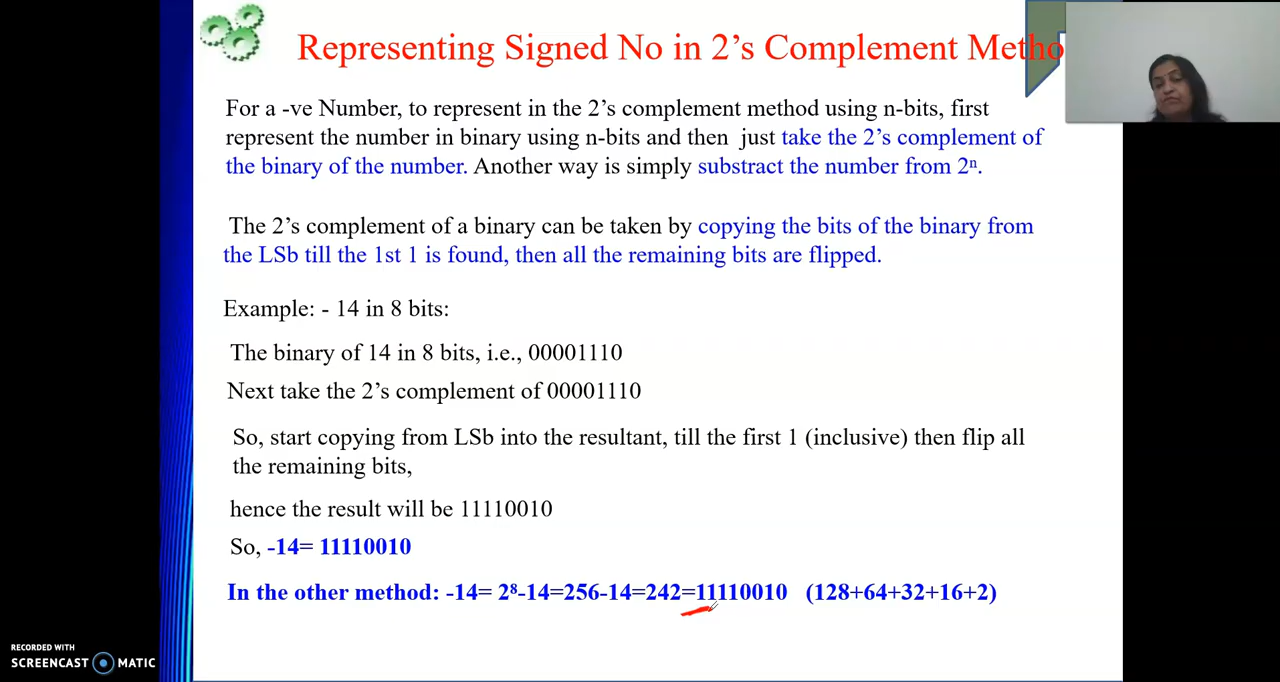 Representing Signed No in 2's Complement Metho
For a -ve Number, to represent in the 2's complement method using n-bits, first
represent the number in binary using n-bits and then just take the 2's complement of
the binary of the number. Another way is simply substract the number from 2ⁿ.
The 2's complement of a binary can be taken by copying the bits of the binary from
the LSb till the 1st 1 is found, then all the remaining bits are flipped.
Example: - 14 in 8 bits:
The binary of 14 in 8 bits, i.e., 00001110
Next take the 2's complement of 00001110
So, start copying from LSb into the resultant, till the first 1 (inclusive) then flip all
the remaining bits,
hence the result will be 11110010
So, -14= 11110010
In the other method: -14= 2⁸-14=256-14=242=11110010 (128+64+32+16+2)
RECORDED WITH
SCREENCAST MATIC